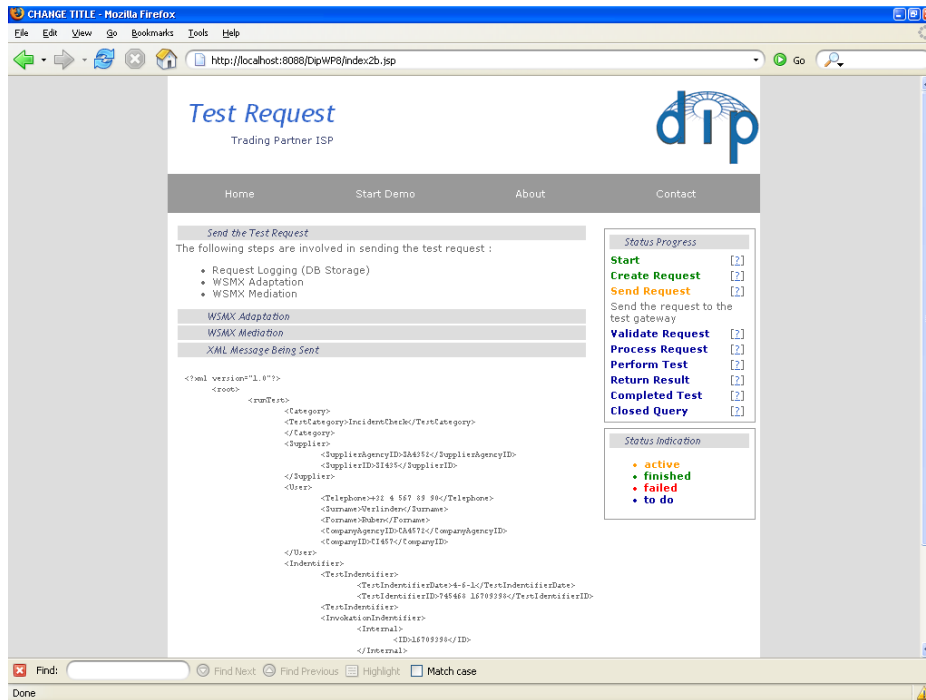 CHANGE TITLE - Mozilla Firefox
File Edit View Go Bookmarks Tools Help
http://localhost:8088/DipWP8/index2b.jsp
Go
Test Request
Trading Partner ISP
dip
Home Start Demo About Contact
Send the Test Request
The following steps are involved in sending the test request :
Request Logging (DB Storage)
WSMX Adaptation
WSMX Mediation
WSMX Adaptation
WSMX Mediation
XML Message Being Sent
<?xml version="1.0"?>
<root>
<runTest>
<Category>
<TestCategory>IncidentCheck</TestCategory>
</Category>
<Supplier>
<SupplierAgencyID>SA4352</SupplierAgencyID>
<SupplierID>SI435</SupplierID>
</Supplier>
<User>
<Telephone>+32 4 567 89 90</Telephone>
<Surname>Verlinden</Surname>
<Forname>Ruben</Forname>
<CompanyAgencyID>CA4572</CompanyAgencyID>
<CompanyID>CI457</CompanyID>
</User>
<Indentifier>
<TestIndentifier>
<TestIndentifierDate>4-6-1</TestIndentifierDate>
<TestIdentifierID>745463 16709398</TestIdentifierID>
<TestIndentifier>
<InvokationIndentifier>
<Internal>
<ID>16709398</ID>
</Internal>
Status Progress
Start [?]
Create Request [?]
Send Request [?]
Send the request to the
test gateway
Validate Request [?]
Process Request [?]
Perform Test [?]
Return Result [?]
Completed Test [?]
Closed Query [?]
Status Indication
active
finished
failed
to do
Find: Find Next Find Previous Highlight Match case
Done